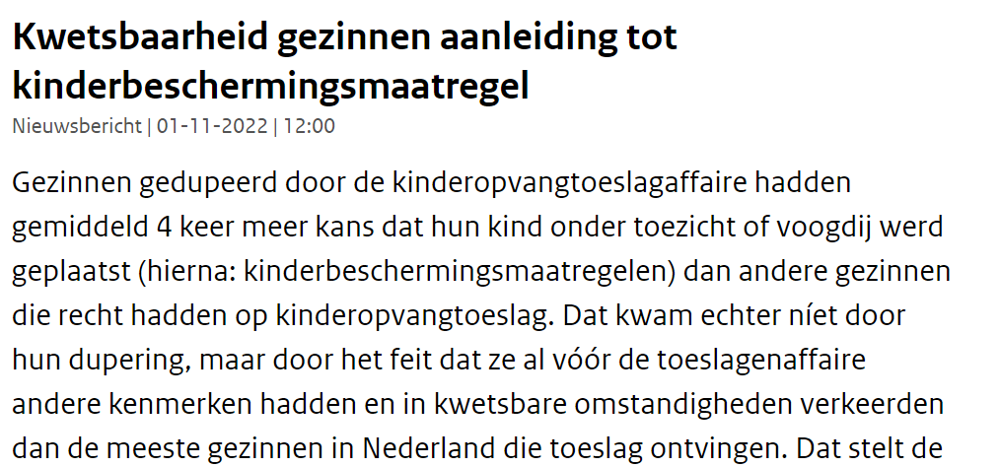 Kwetsbaarheid gezinnen aanleiding tot
kinderbeschermingsmaatregel
Nieuwsbericht | 01-11-2022 | 12:00
Gezinnen gedupeerd door de kinderopvangtoeslagaffaire hadden
gemiddeld 4 keer meer kans dat hun kind onder toezicht of voogdij werd
geplaatst (hierna: kinderbeschermingsmaatregelen) dan andere gezinnen
die recht hadden op kinderopvangtoeslag. Dat kwam echter níet door
hun dupering, maar door het feit dat ze al vóór de toeslagenaffaire
andere kenmerken hadden en in kwetsbare omstandigheden verkeerden
dan de meeste gezinnen in Nederland die toeslag ontvingen. Dat stelt de